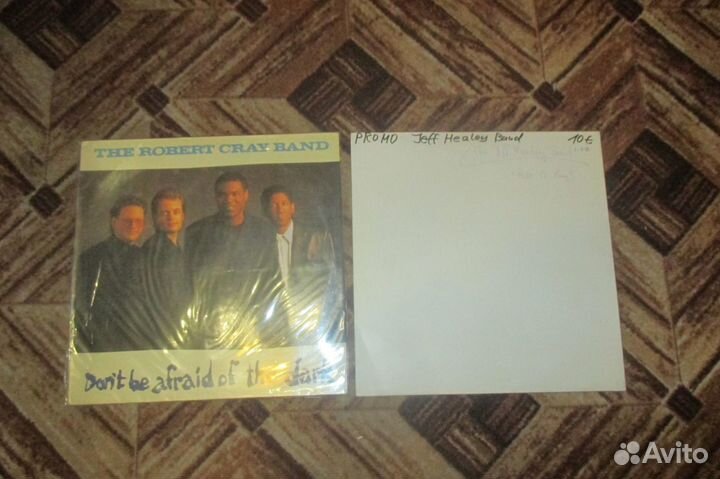 THE ROBERT CRAY BAND
Don't be afraid of the dark
PROMO Jeff Healey Band 10€
Avito